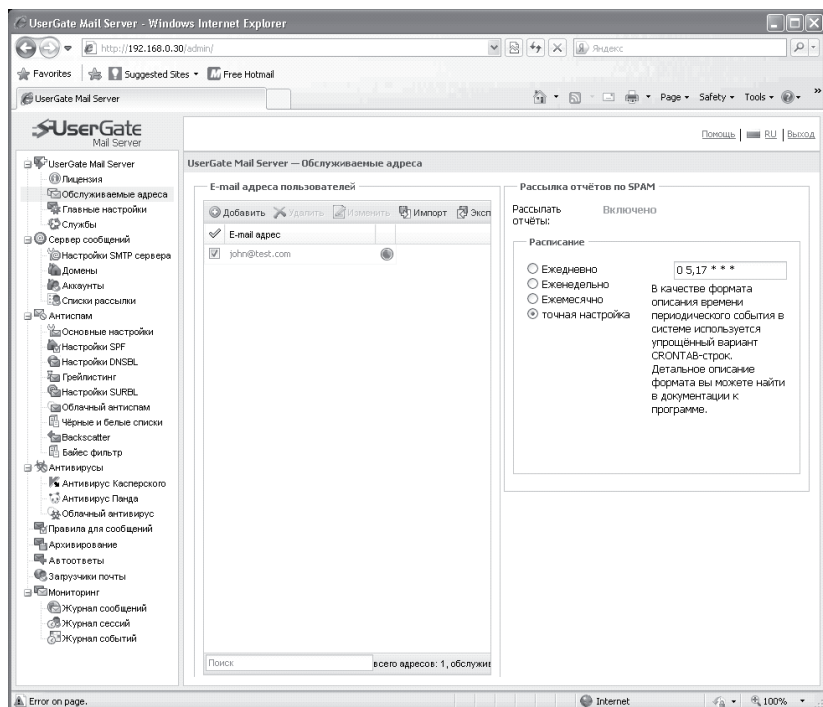 UserGate Mail Server - Windows Internet Explorer
http://192.168.0.30/admin/
Яндекс
Favorites
Suggested Sites
Free Hotmail
UserGate Mail Server
Page
Safety
Tools
»
UserGate
Mail Server
Помощь
RU
Выход
UserGate Mail Server
Лицензия
Обслуживаемые адреса
Главные настройки
Службы
Сервер сообщений
Настройки SMTP сервера
Домены
Аккаунты
Списки рассылки
Антиспам
Основные настройки
Настройки SPF
Настройки DNSBL
Грейлистинг
Настройки SURBL
Облачный антиспам
Чёрные и белые списки
Backscatter
Байес фильтр
Антивирусы
Антивирус Касперского
Антивирус Панда
Облачный антивирус
Правила для сообщений
Архивирование
Автоответы
Загрузчики почты
Мониторинг
Журнал сообщений
Журнал сессий
Журнал событий
UserGate Mail Server — Обслуживаемые адреса
E-mail адреса пользователей
Добавить Удалить Изменить Импорт Эксп
E-mail адрес
john@test.com
Поиск
всего адресов: 1, обслужив
Рассылка отчётов по SPAM
Рассылать
отчёты:
Включено
Расписание
Ежедневно
Еженедельно
Ежемесячно
точная настройка
0 5,17 * * *
В качестве формата
описания времени
периодического события в
системе используется
упрощённый вариант
CRONTAB-строк.
Детальное описание
формата вы можете найти
в документации к
программе.
Error on page.
Internet
100%